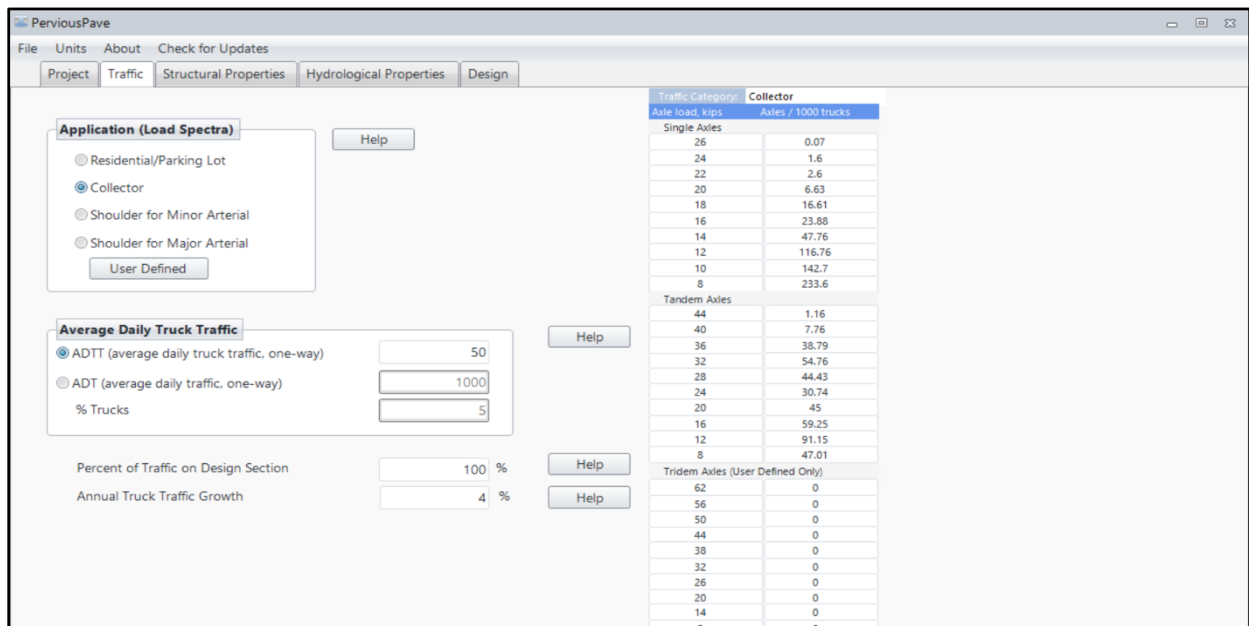 PerviousPave
File Units About Check for Updates
Project Traffic Structural Properties Hydrological Properties Design
Application (Load Spectra)
Help
Residential/Parking Lot
Collector
Shoulder for Minor Arterial
Shoulder for Major Arterial
User Defined
Average Daily Truck Traffic
Help
ADTT (average daily truck traffic, one-way) 50
ADT (average daily traffic, one-way) 1000
% Trucks 5
Percent of Traffic on Design Section 100 % Help
Annual Truck Traffic Growth 4 % Help
Traffic Category: Collector
Axle load, kips Axles / 1000 trucks
Single Axles
26 0.07
24 1.6
22 2.6
20 6.63
18 16.61
16 23.88
14 47.76
12 116.76
10 142.7
8 233.6
Tandem Axles
44 1.16
40 7.76
36 38.79
32 54.76
28 44.43
24 30.74
20 45
16 59.25
12 91.15
8 47.01
Tridem Axles (User Defined Only)
62 0
56 0
50 0
44 0
38 0
32 0
26 0
20 0
14 0